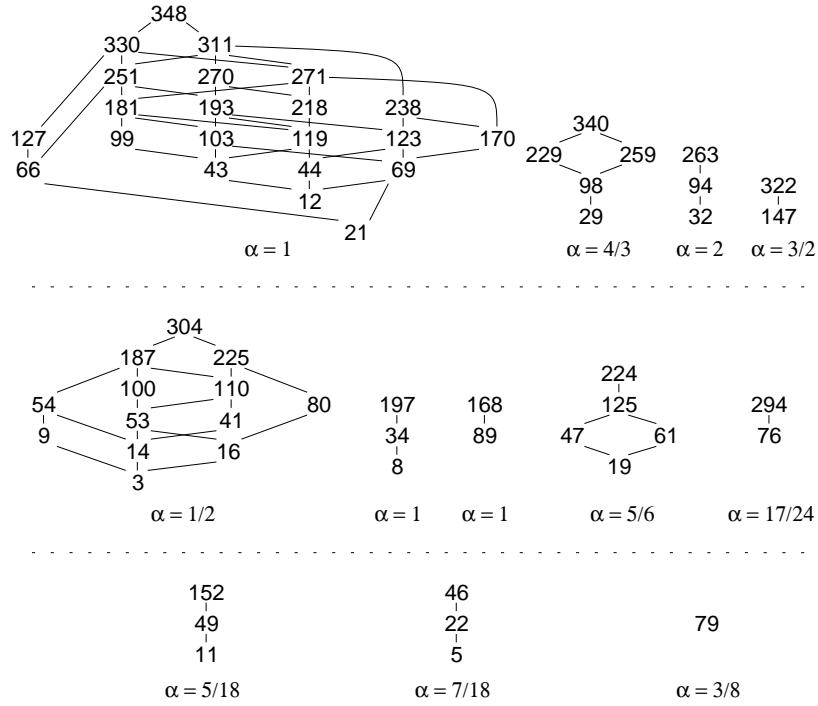 348
330 311
251 270 271
181 193 218 238 340
127 99 103 119 123 170 229 259 263
66 43 44 69 98 94 322
12 29 32 147
21
α = 1 α = 4/3 α = 2 α = 3/2
304
187 225
100 110 224
54 80 197 168 125 294
9 53 41 34 89 47 61 76
14 16 8 19
3
α = 1/2 α = 1 α = 1 α = 5/6 α = 17/24
152 46
49 22 79
11 5
α = 5/18 α = 7/18 α = 3/8